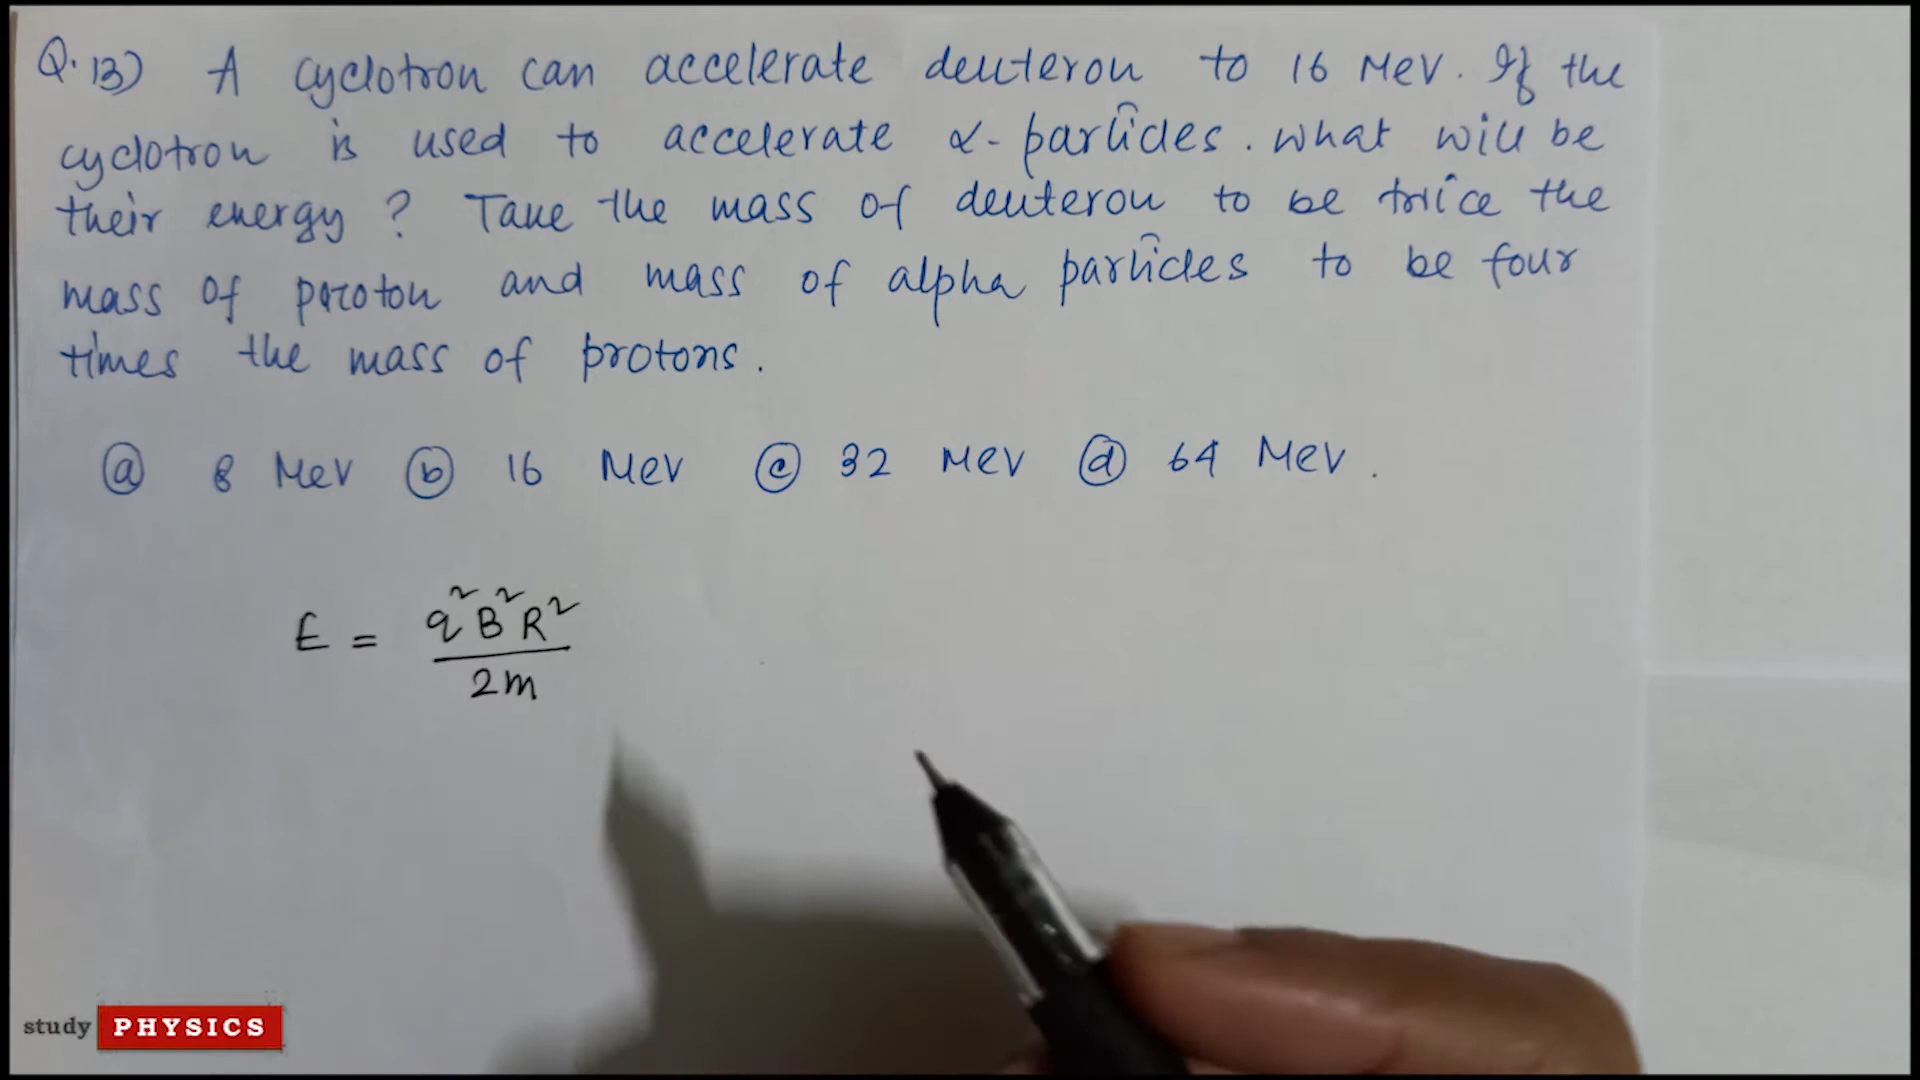 Q.13) A cyclotron can accelerate deuteron to 16 MeV. If the
cyclotron is used to accelerate α-particles. what will be
their energy ? Take the mass of deuteron to be twice the
mass of proton and mass of alpha particles to be four
times the mass of protons.
ⓐ 8 MeV ⓑ 16 MeV ⓒ 32 MeV ⓓ 64 MeV.
E = q²B²R² / 2m
study PHYSICS